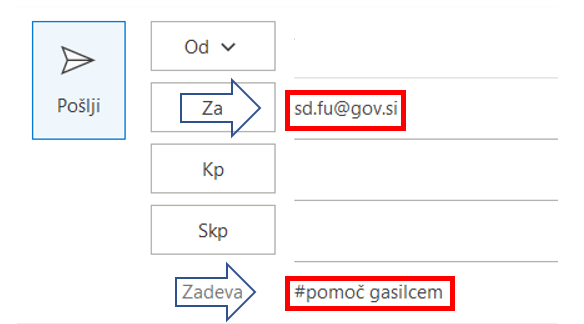 Od
Pošlji
Za
sd.fu@gov.si
Kp
Skp
Zadeva
#pomoč gasilcem